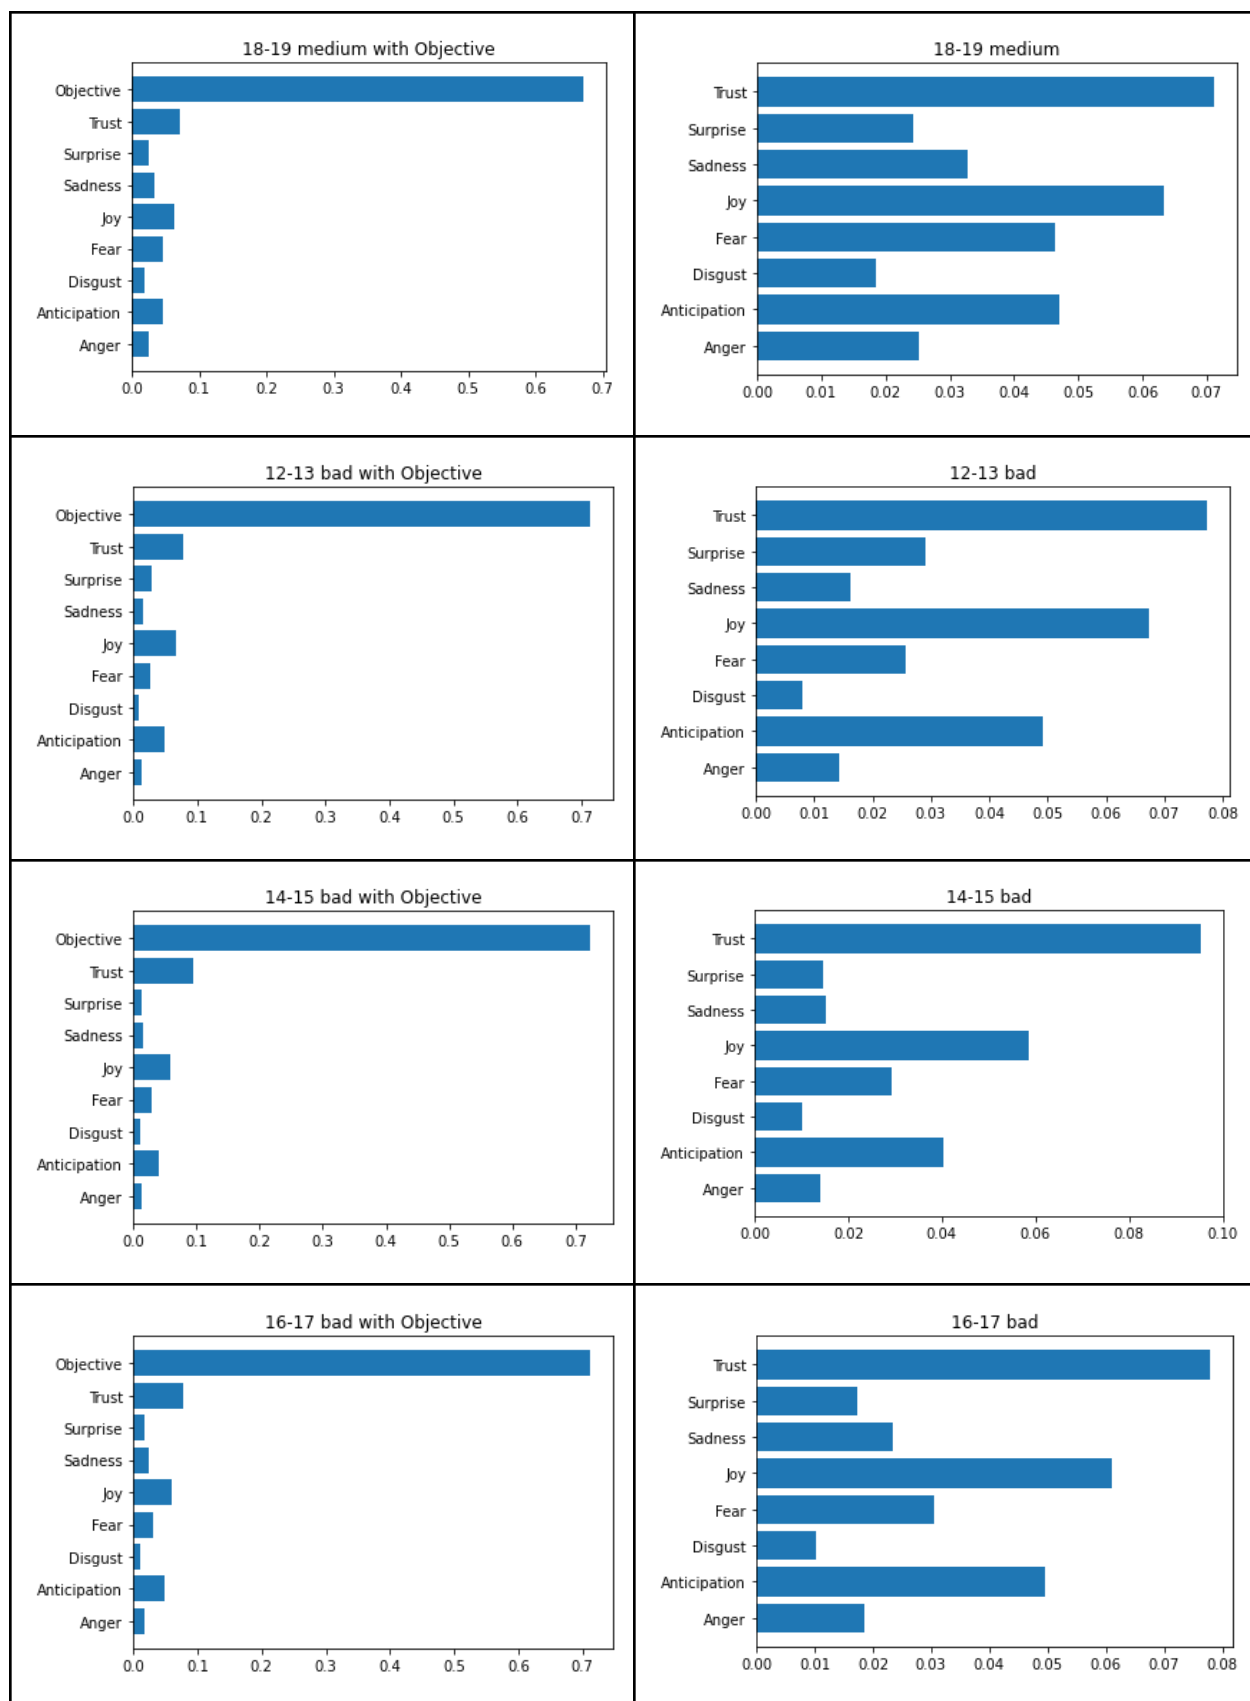 18-19 medium with Objective
Objective
Trust
Surprise
Sadness
Joy
Fear
Disgust
Anticipation
Anger
0.0 0.1 0.2 0.3 0.4 0.5 0.6 0.7
18-19 medium
Trust
Surprise
Sadness
Joy
Fear
Disgust
Anticipation
Anger
0.00 0.01 0.02 0.03 0.04 0.05 0.06 0.07
12-13 bad with Objective
Objective
Trust
Surprise
Sadness
Joy
Fear
Disgust
Anticipation
Anger
0.0 0.1 0.2 0.3 0.4 0.5 0.6 0.7
12-13 bad
Trust
Surprise
Sadness
Joy
Fear
Disgust
Anticipation
Anger
0.00 0.01 0.02 0.03 0.04 0.05 0.06 0.07 0.08
14-15 bad with Objective
Objective
Trust
Surprise
Sadness
Joy
Fear
Disgust
Anticipation
Anger
0.0 0.1 0.2 0.3 0.4 0.5 0.6 0.7
14-15 bad
Trust
Surprise
Sadness
Joy
Fear
Disgust
Anticipation
Anger
0.00 0.02 0.04 0.06 0.08 0.10
16-17 bad with Objective
Objective
Trust
Surprise
Sadness
Joy
Fear
Disgust
Anticipation
Anger
0.0 0.1 0.2 0.3 0.4 0.5 0.6 0.7
16-17 bad
Trust
Surprise
Sadness
Joy
Fear
Disgust
Anticipation
Anger
0.00 0.01 0.02 0.03 0.04 0.05 0.06 0.07 0.08